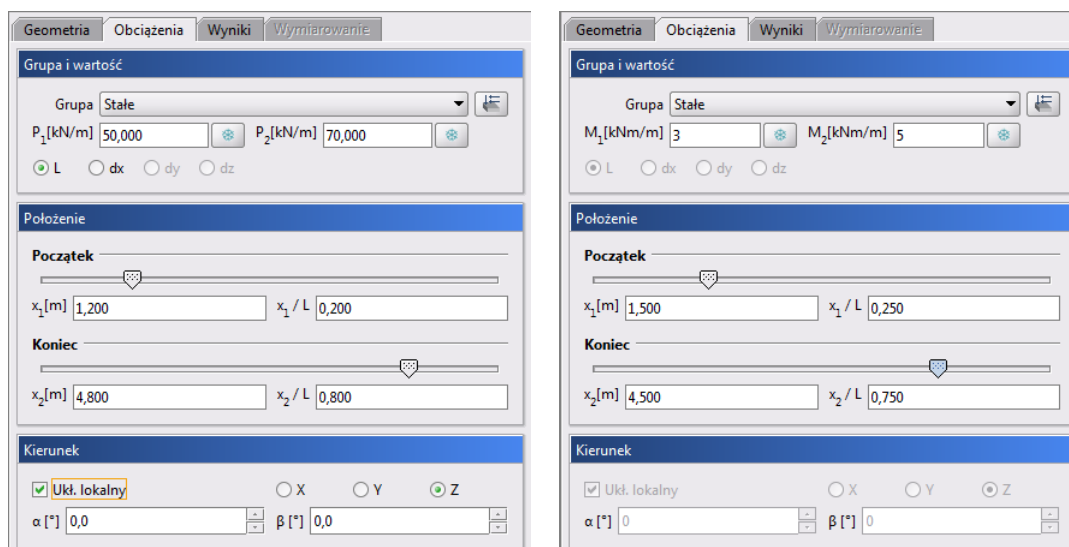 Geometria Obciążenia Wyniki Wymiarowanie
Grupa i wartość
Grupa Stałe
P1[kN/m] 50,000 P2[kN/m] 70,000
L dx dy dz
Położenie
Początek
x1[m] 1,200 x1 / L 0,200
Koniec
x2[m] 4,800 x2 / L 0,800
Kierunek
Ukł. lokalny X Y Z
α [°] 0,0 β [°] 0,0
Geometria Obciążenia Wyniki Wymiarowanie
Grupa i wartość
Grupa Stałe
M1[kNm/m] 3 M2[kNm/m] 5
L dx dy dz
Położenie
Początek
x1[m] 1,500 x1 / L 0,250
Koniec
x2[m] 4,500 x2 / L 0,750
Kierunek
Ukł. lokalny X Y Z
α [°] 0 β [°] 0